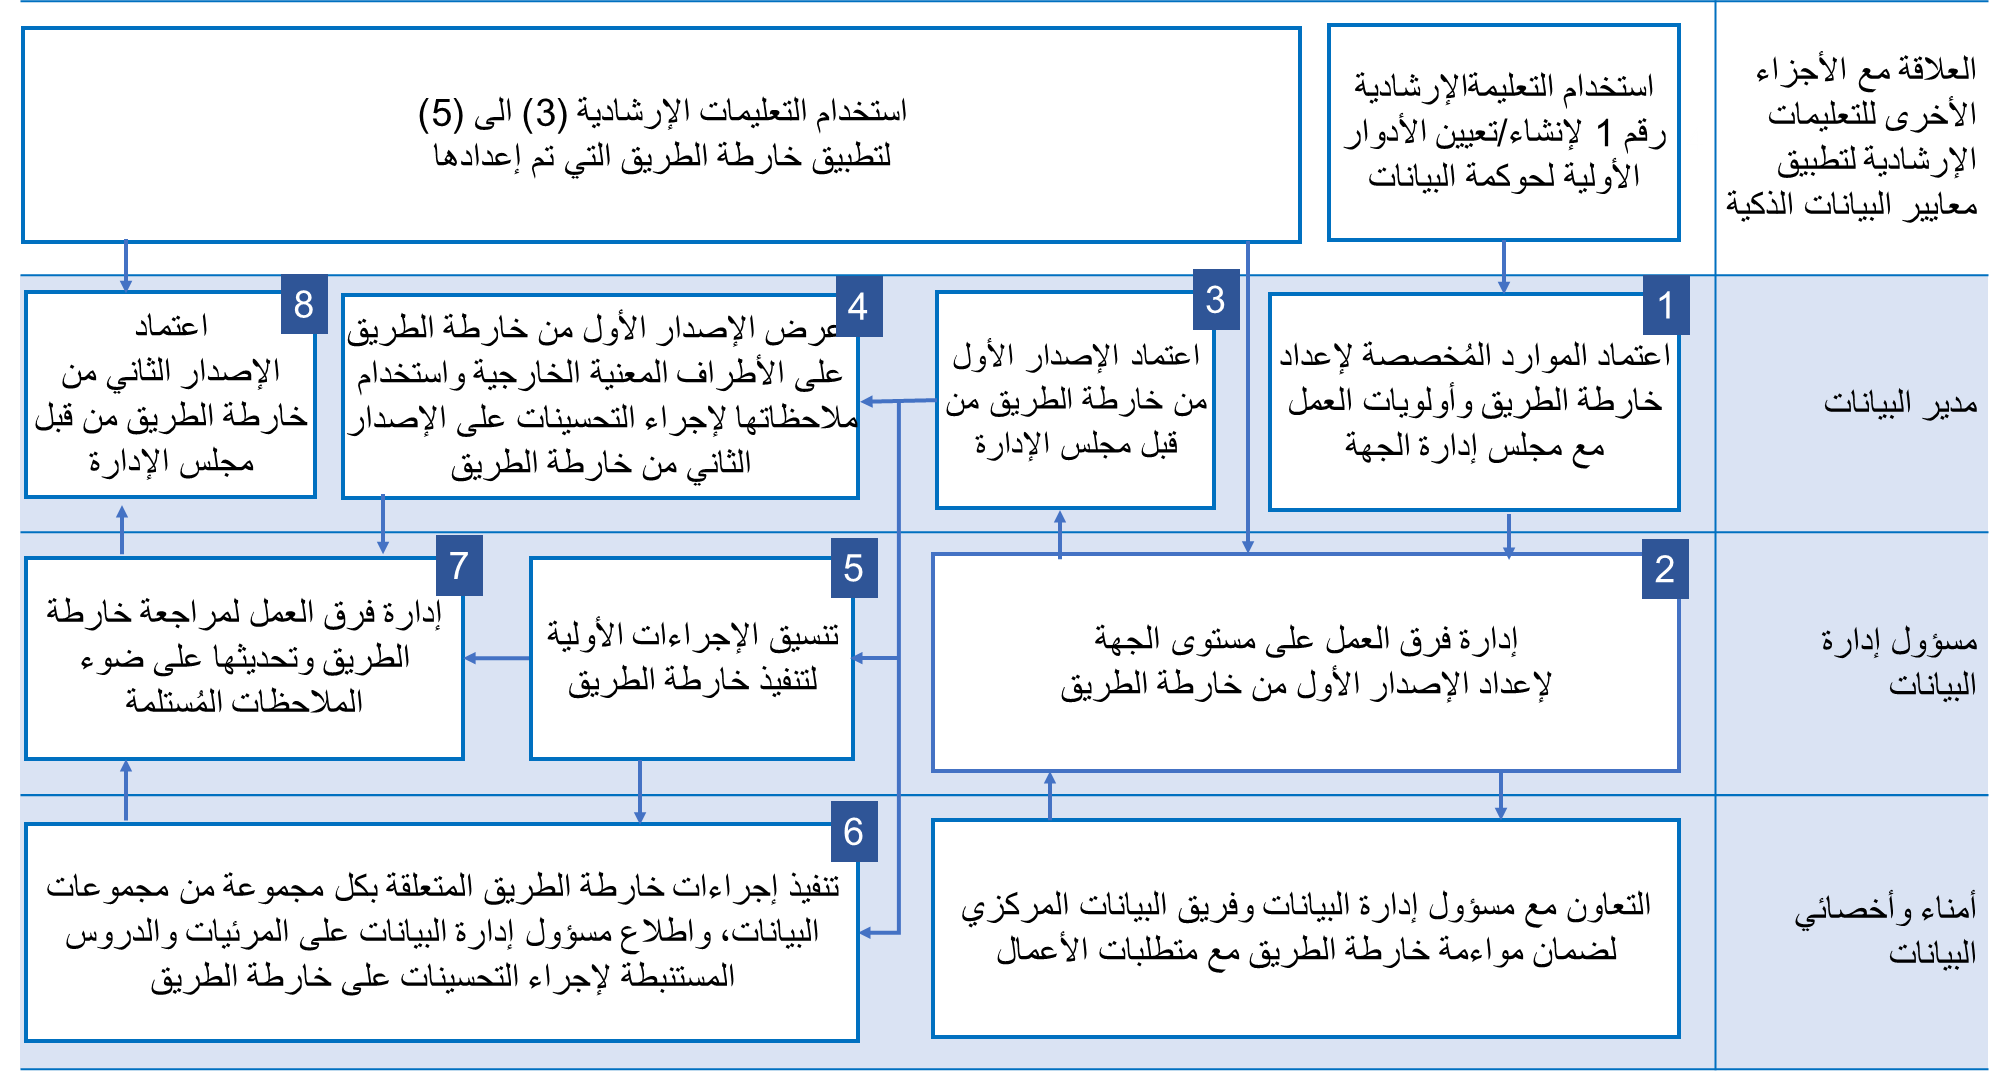 العلاقة مع الأجزاء
الأخرى للتعليمات
الإرشادية لتطبيق
معايير البيانات الذكية
استخدام التعليمةالإرشادية
رقم 1 لإنشاء/تعيين الأدوار
الأولية لحوكمة البيانات
استخدام التعليمات الإرشادية (3) الى (5)
لتطبيق خارطة الطريق التي تم إعدادها
مدير البيانات
1
اعتماد الموارد المُخصصة لإعداد
خارطة الطريق وأولويات العمل
مع مجلس إدارة الجهة
3
اعتماد الإصدار الأول
من خارطة الطريق من
قبل مجلس الإدارة
4
عرض الإصدار الأول من خارطة الطريق
على الأطراف المعنية الخارجية واستخدام
ملاحظاتها لإجراء التحسينات على الإصدار
الثاني من خارطة الطريق
8
اعتماد
الإصدار الثاني من
خارطة الطريق من قبل
مجلس الإدارة
مسؤول إدارة
البيانات
2
إدارة فرق العمل على مستوى الجهة
لإعداد الإصدار الأول من خارطة الطريق
5
تنسيق الإجراءات الأولية
لتنفيذ خارطة الطريق
7
إدارة فرق العمل لمراجعة خارطة
الطريق وتحديثها على ضوء
الملاحظات المُستلمة
أمناء وأخصائي
البيانات
التعاون مع مسؤول إدارة البيانات وفريق البيانات المركزي
لضمان مواءمة خارطة الطريق مع متطلبات الأعمال
6
تنفيذ إجراءات خارطة الطريق المتعلقة بكل مجموعة من مجموعات
البيانات، واطلاع مسؤول إدارة البيانات على المرئيات والدروس
المستنبطة لإجراء التحسينات على خارطة الطريق